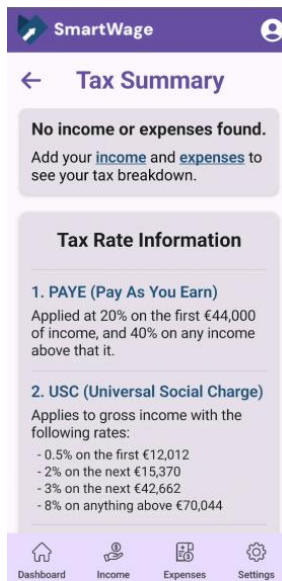 SmartWage
Tax Summary
No income or expenses found.
Add your income and expenses to
see your tax breakdown.
Tax Rate Information
1. PAYE (Pay As You Earn)
Applied at 20% on the first €44,000
of income, and 40% on any income
above that it.
2. USC (Universal Social Charge)
Applies to gross income with the
following rates:
- 0.5% on the first €12,012
- 2% on the next €15,370
- 3% on the next €42,662
- 8% on anything above €70,044
Dashboard Income Expenses Settings